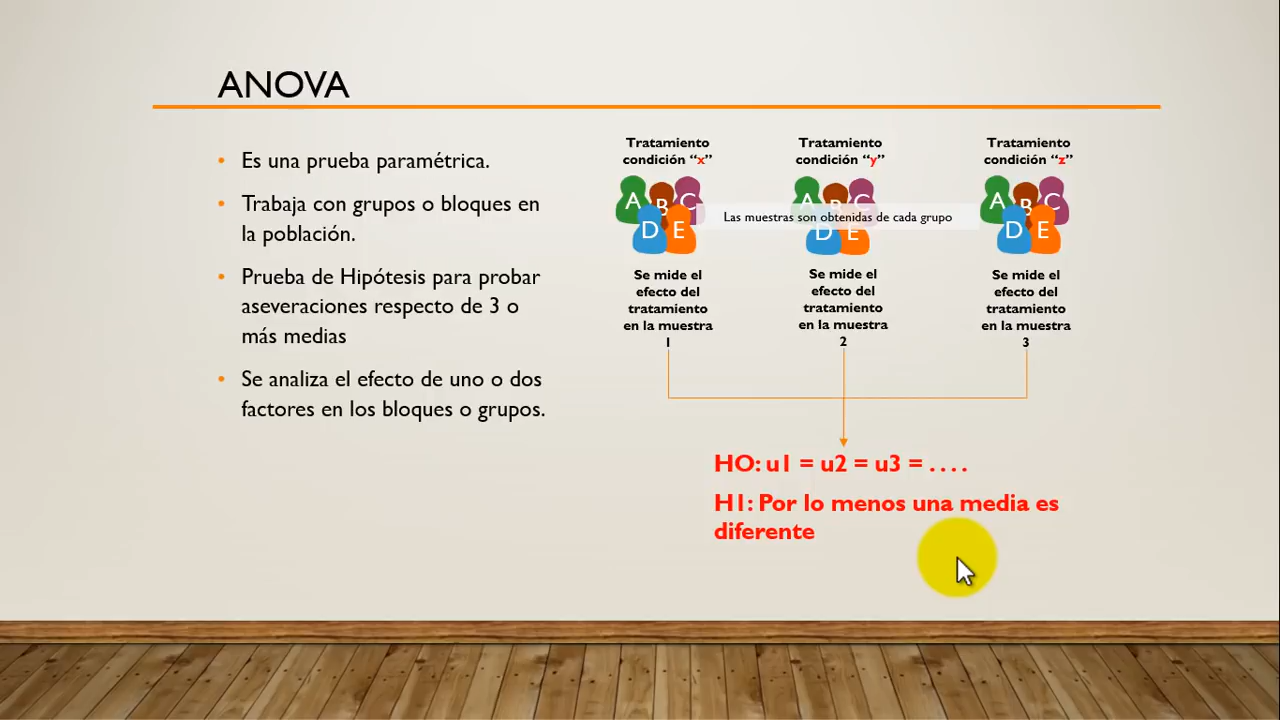 ANOVA
• Es una prueba paramétrica.
• Trabaja con grupos o bloques en
la población.
• Prueba de Hipótesis para probar
aseveraciones respecto de 3 o
más medias
• Se analiza el efecto de uno o dos
factores en los bloques o grupos.
Tratamiento
condición “x”
A B C
D E
Se mide el
efecto del
tratamiento
en la muestra
1
Tratamiento
condición “y”
A B C
D E
Se mide el
efecto del
tratamiento
en la muestra
2
Tratamiento
condición “z”
A B C
D E
Se mide el
efecto del
tratamiento
en la muestra
3
Las muestras son obtenidas de cada grupo
HO: u1 = u2 = u3 = . . . .
H1: Por lo menos una media es
diferente